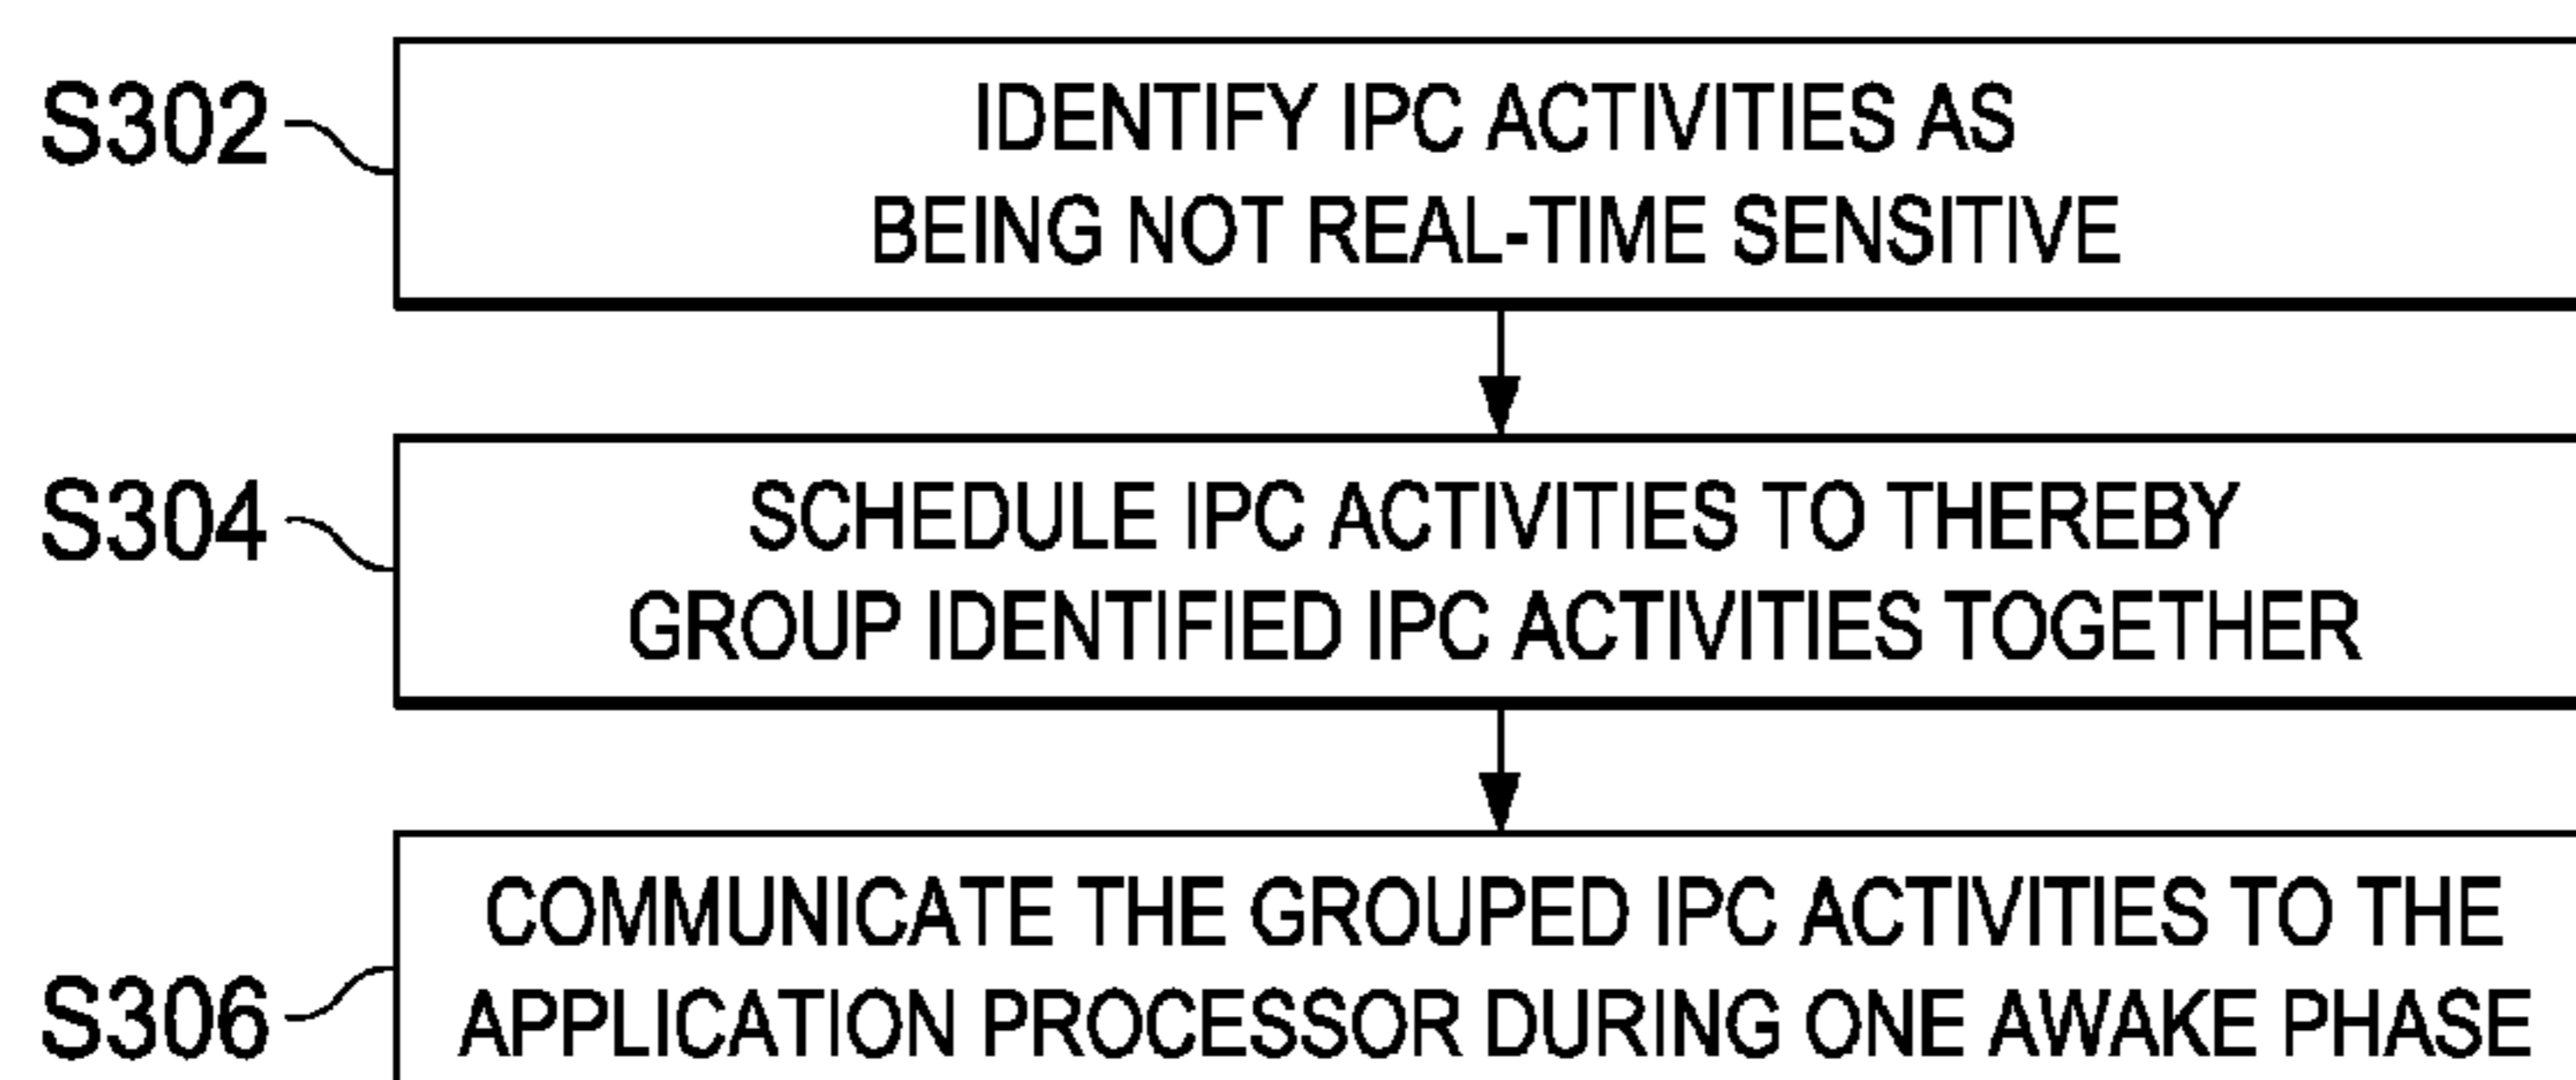 S302
IDENTIFY IPC ACTIVITIES AS
BEING NOT REAL-TIME SENSITIVE
S304
SCHEDULE IPC ACTIVITIES TO THEREBY
GROUP IDENTIFIED IPC ACTIVITIES TOGETHER
S306
COMMUNICATE THE GROUPED IPC ACTIVITIES TO THE
APPLICATION PROCESSOR DURING ONE AWAKE PHASE